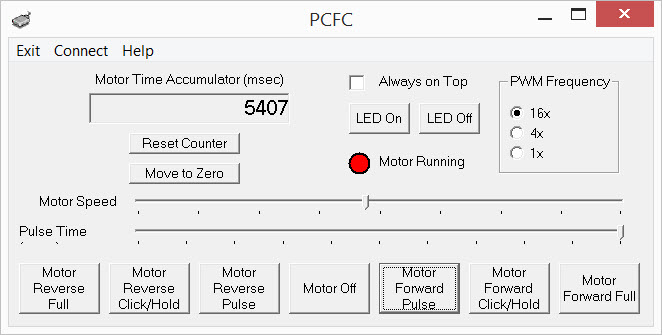 PCFC
Exit Connect Help
Motor Time Accumulator (msec)
5407
Reset Counter
Move to Zero
Always on Top
LED On LED Off
Motor Running
PWM Frequency
16x
4x
1x
Motor Speed
Pulse Time
Motor
Reverse
Full
Motor
Reverse
Click/Hold
Motor
Reverse
Pulse
Motor Off
Motor
Forward
Pulse
Motor
Forward
Click/Hold
Motor
Forward Full